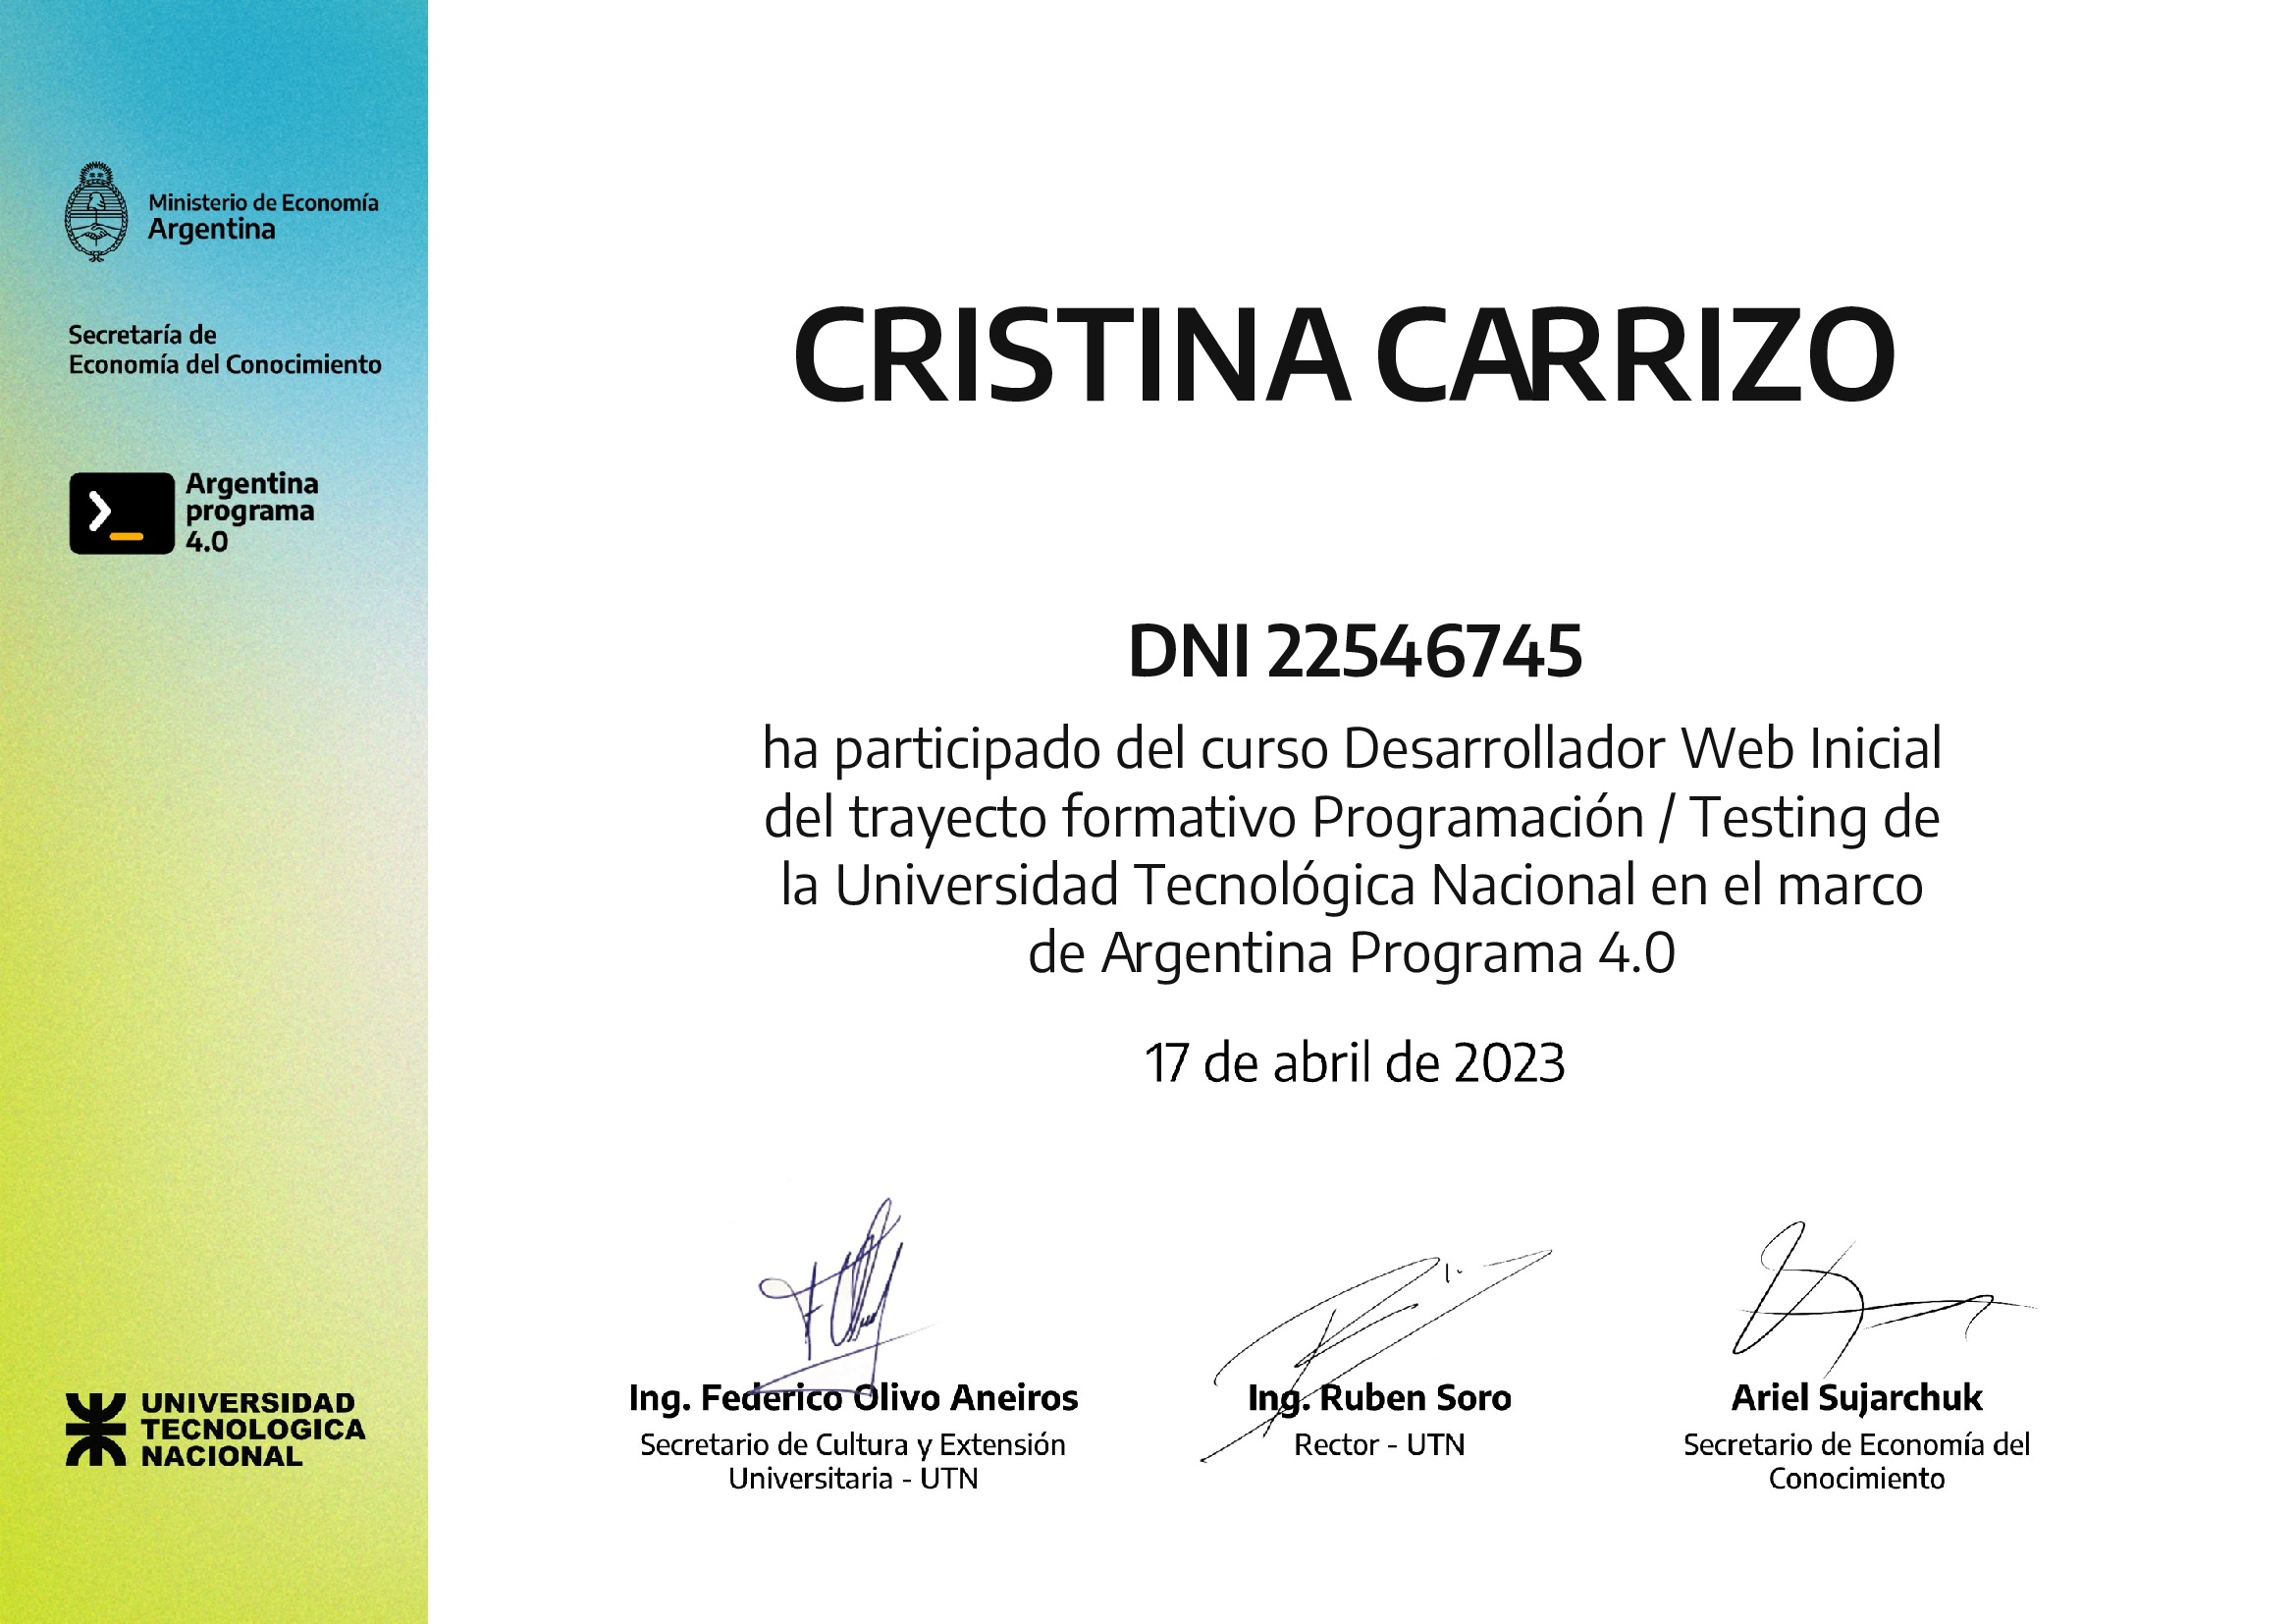 Ministerio de Economía
Argentina
Secretaría de
Economía del Conocimiento
Argentina
programa
4.0
UNIVERSIDAD
TECNOLOGICA
NACIONAL
CRISTINA CARRIZO
DNI 22546745
ha participado del curso Desarrollador Web Inicial
del trayecto formativo Programación / Testing de
la Universidad Tecnológica Nacional en el marco
de Argentina Programa 4.0
17 de abril de 2023
Ing. Federico Olivo Aneiros
Secretario de Cultura y Extensión
Universitaria - UTN
Ing. Ruben Soro
Rector - UTN
Ariel Sujarchuk
Secretario de Economía del
Conocimiento